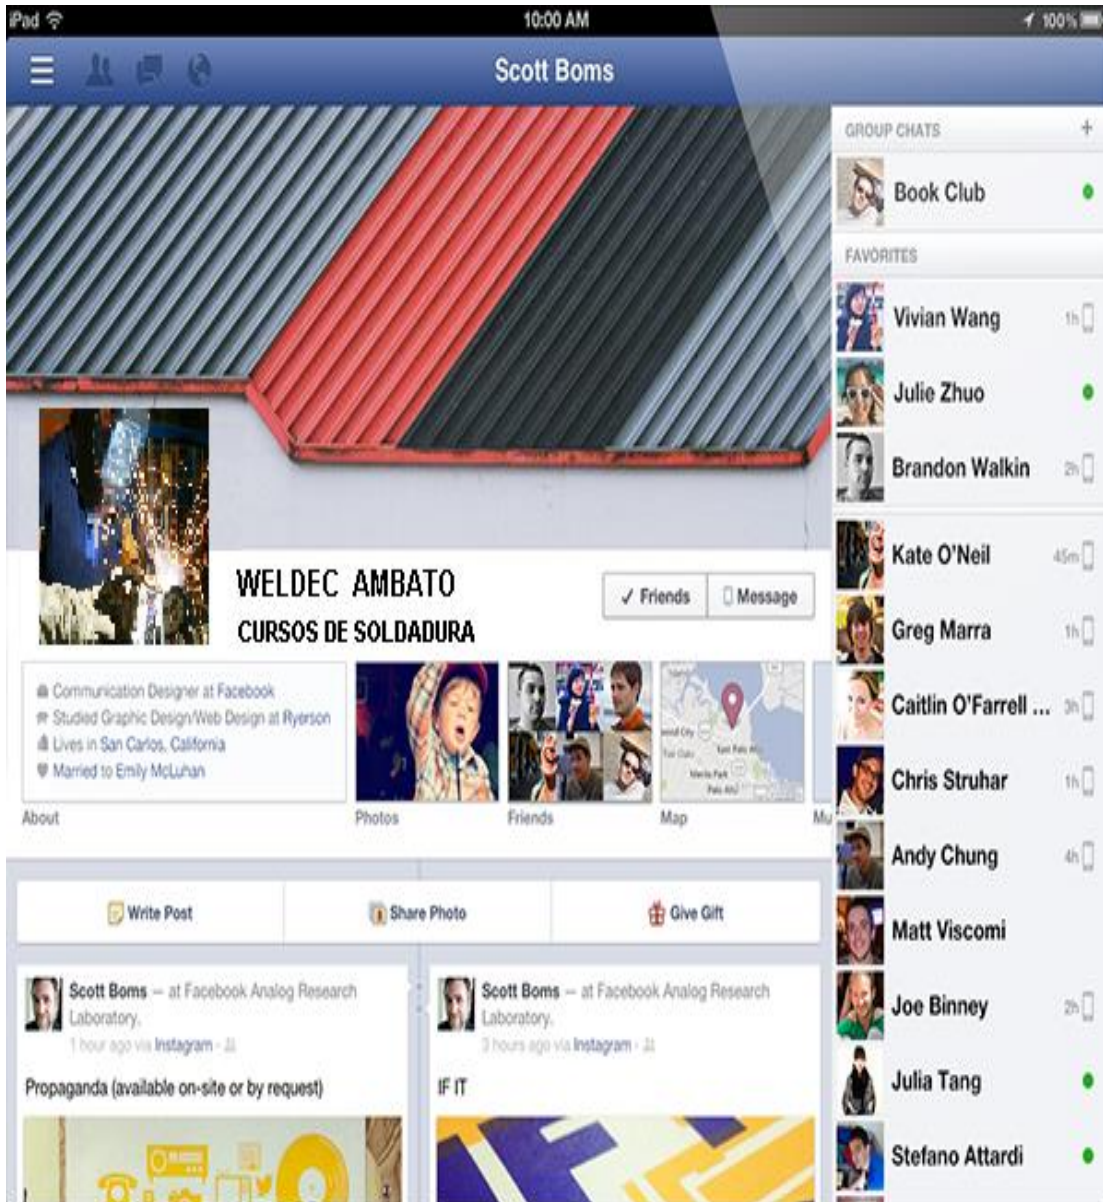 iPad
10:00 AM
100%
Scott Boms
GROUP CHATS +
Book Club
FAVORITES
Vivian Wang 1h
Julie Zhuo
Brandon Walkin 2h
Kate O'Neil 45m
Greg Marra 1h
Caitlin O'Farrell ... 3h
Chris Struhar 1h
Andy Chung 4h
Matt Viscomi
Joe Binney 2h
Julia Tang
Stefano Attardi
WELDEC AMBATO
CURSOS DE SOLDADURA
✓ Friends
Message
Communication Designer at Facebook
Studied Graphic Design/Web Design at Ryerson
Lives in San Carlos, California
Married to Emily McLuhan
About
Photos
Friends
Map
Mu
Write Post
Share Photo
Give Gift
Scott Boms — at Facebook Analog Research
Laboratory.
1 hour ago via Instagram ·
Propaganda (available on-site or by request)
Scott Boms — at Facebook Analog Research
Laboratory.
3 hours ago via Instagram ·
IF IT